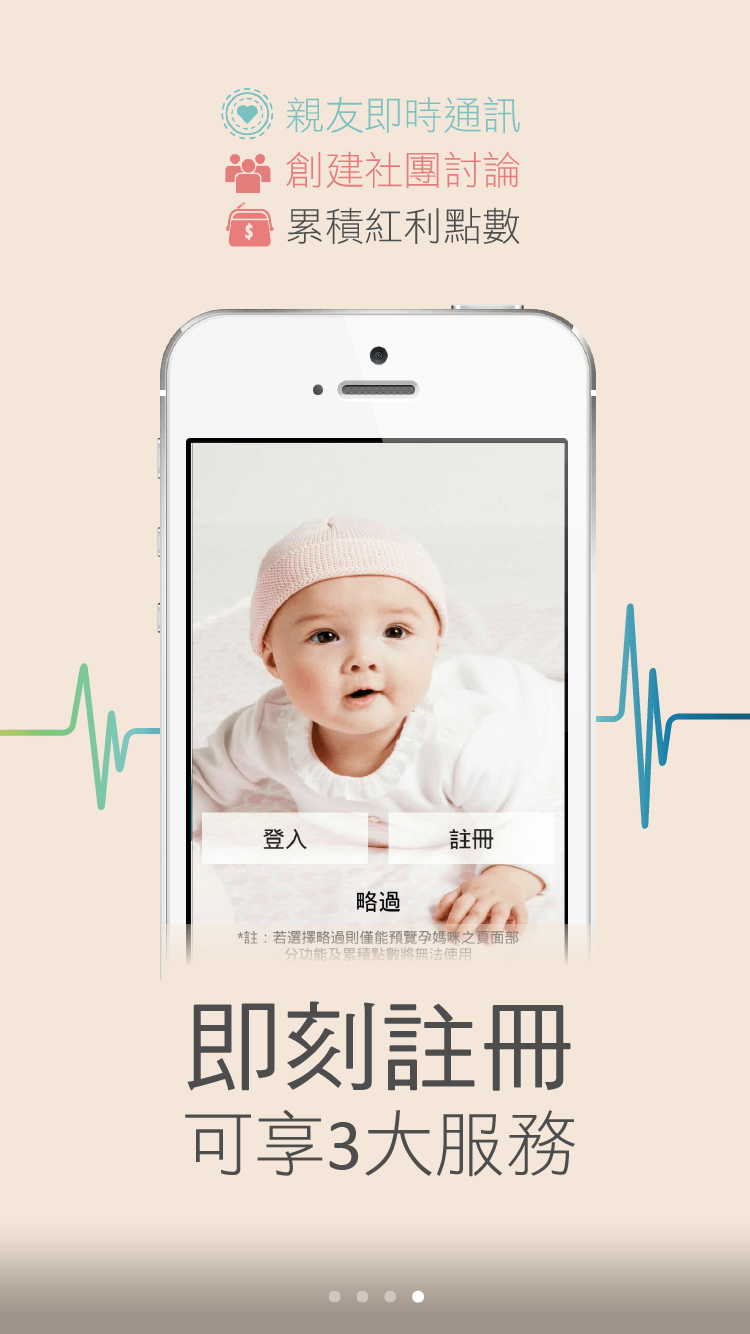 親友即時通訊
創建社團討論
$ 累積紅利點數
登入 註冊
略過
*註：若選擇略過則僅能預覽孕媽咪之頁面部
分功能及累積點數將無法使用
即刻註冊
可享3大服務